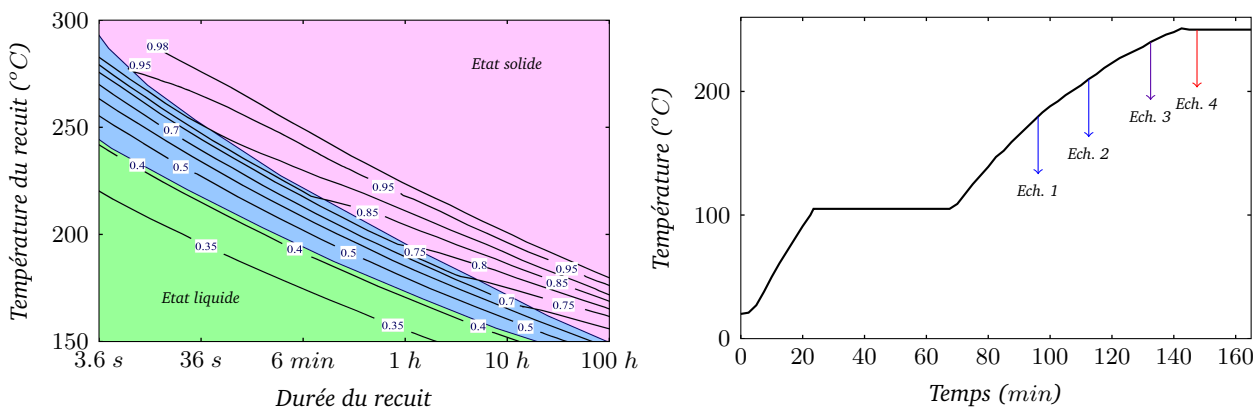 300
250
200
150
Température du recuit (°C)
0.98
0.95
Etat solide
0.7
0.4
0.5
0.95
0.85
0.35
0.4
0.5
0.75
0.8
0.95
0.85
Etat liquide
0.7
0.75
0.35
0.4
0.5
3.6 s
36 s
6 min
1 h
10 h
100 h
Durée du recuit
200
100
0
Température (°C)
Ech. 1
Ech. 2
Ech. 3
Ech. 4
0
20
40
60
80
100
120
140
160
Temps (min)